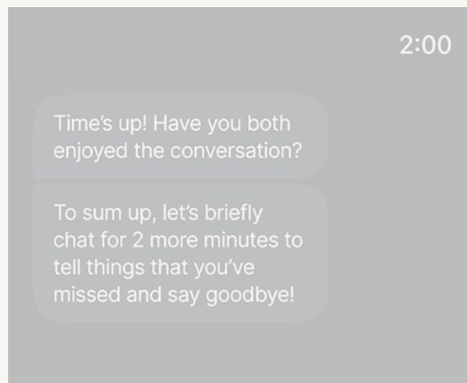 2:00
Time's up! Have you both
enjoyed the conversation?
To sum up, let's briefly
chat for 2 more minutes to
tell things that you've
missed and say goodbye!